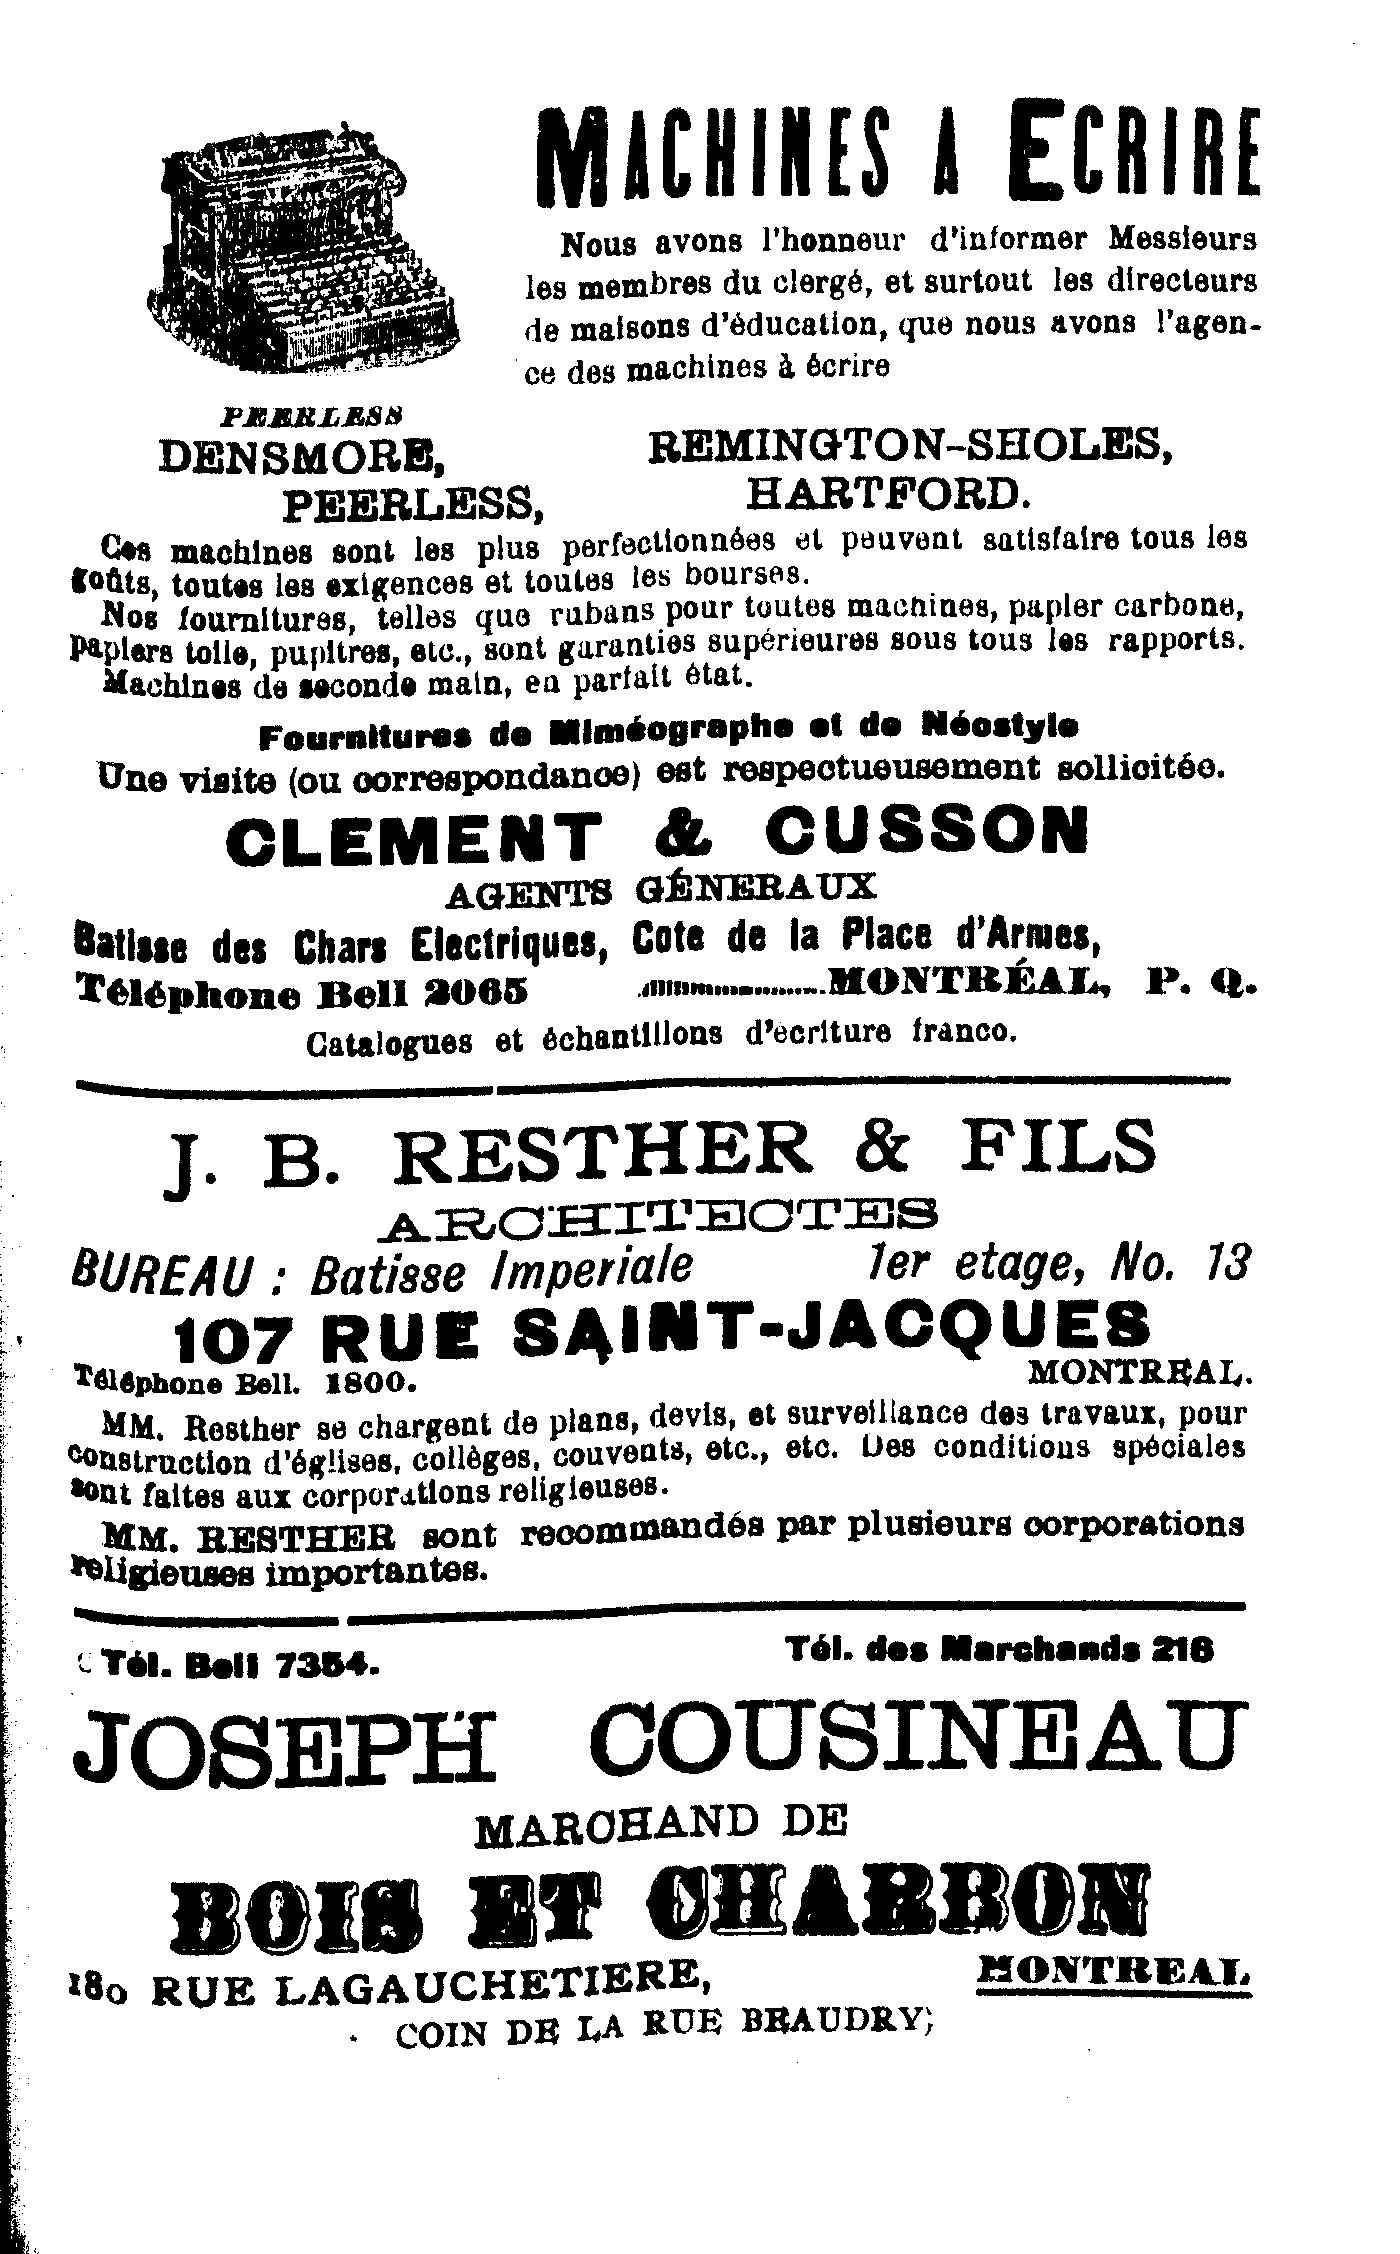 MACHINES A ECRIRE
Nous avons l'honneur d'informer Messieurs
les membres du clergé, et surtout les directeurs
de maisons d'éducation, que nous avons l'agen-
ce des machines à écrire
PEERLESS
DENSMORE,
PEERLESS,
REMINGTON-SHOLES,
HARTFORD.
Ces machines sont les plus perfectionnées et peuvent satisfaire tous les
goûts, toutes les exigences et toutes les bourses.
Nos fournitures, telles que rubans pour toutes machines, papier carbone,
papiers toile, pupitres, etc., sont garanties supérieures sous tous les rapports.
Machines de seconde main, en parfait état.
Fournitures de Miméographe et de Néostyle
Une visite (ou correspondance) est respectueusement sollicitée.
CLEMENT & CUSSON
AGENTS GÉNERAUX
Batisse des Chars Electriques, Cote de la Place d'Armes,
Téléphone Bell 2065 MONTRÉAL, P. Q.
Catalogues et échantillons d'écriture franco.
J. B. RESTHER & FILS
ARCHITECTES
BUREAU : Batisse Imperiale 1er etage, No. 13
107 RUE SAINT-JACQUES
Téléphone Bell. 1800. MONTREAL.
MM. Resther se chargent de plans, devis, et surveillance des travaux, pour
construction d'églises, collèges, couvents, etc., etc. Des conditions spéciales
sont faites aux corporations religieuses.
MM. RESTHER sont recommandés par plusieurs corporations
religieuses importantes.
Tél. Bell 7354. Tél. des Marchands 216
JOSEPH COUSINEAU
MARCHAND DE
BOIS ET CHARBON
180 RUE LAGAUCHETIERE, MONTREAL
COIN DE LA RUE BEAUDRY;